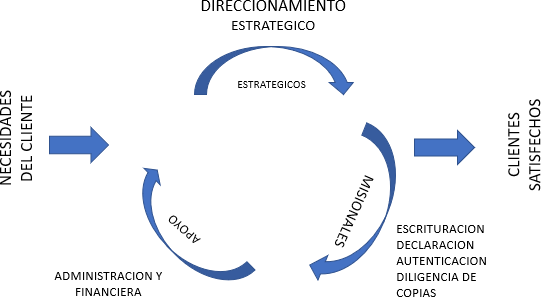 DIRECCIONAMIENTO
ESTRATEGICO
ESTRATEGICOS
NECESIDADES
DEL CLIENTE
CLIENTES
SATISFECHOS
MISIONALES
APOYO
ESCRITURACION
DECLARACION
AUTENTICACION
DILIGENCIA DE
COPIAS
ADMINISTRACION Y
FINANCIERA